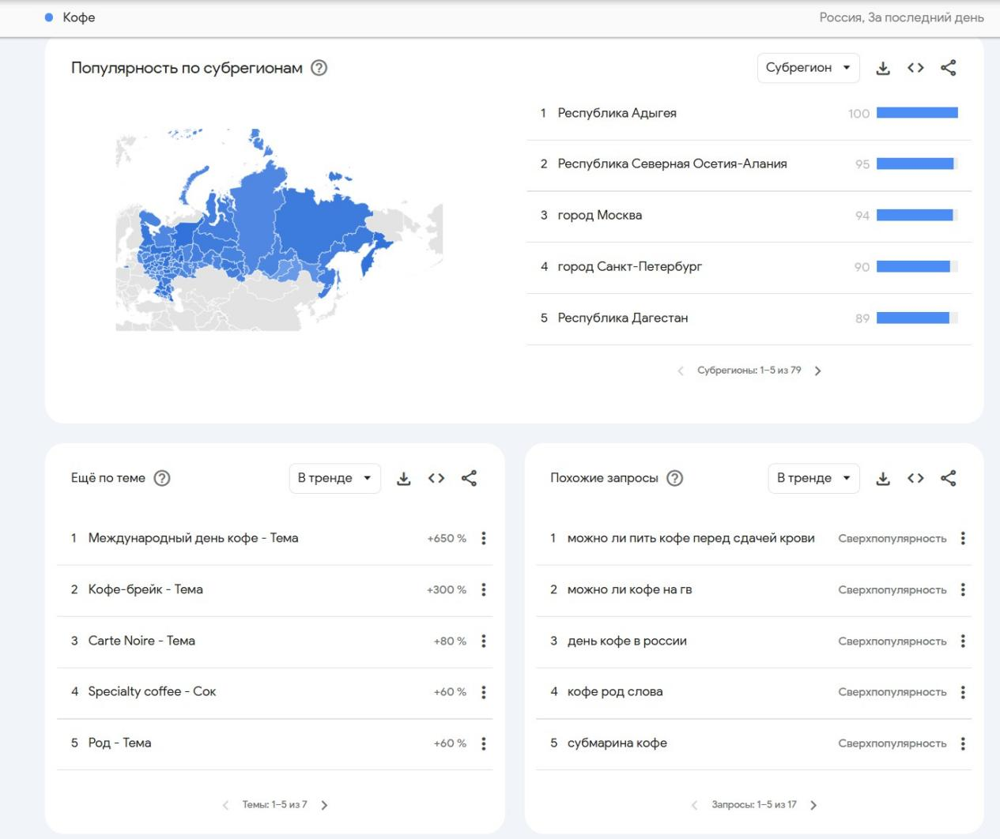 Кофе
Россия, За последний день
Популярность по субрегионам
Субрегион
1 Республика Адыгея 100
2 Республика Северная Осетия-Алания 95
3 город Москва 94
4 город Санкт-Петербург 90
5 Республика Дагестан 89
Субрегионы: 1–5 из 79
Ещё по теме
В тренде
1 Международный день кофе - Тема +650 %
2 Кофе-брейк - Тема +300 %
3 Carte Noire - Тема +80 %
4 Specialty coffee - Сок +60 %
5 Род - Тема +60 %
Темы: 1–5 из 7
Похожие запросы
В тренде
1 можно ли пить кофе перед сдачей крови Сверхпопулярность
2 можно ли кофе на гв Сверхпопулярность
3 день кофе в россии Сверхпопулярность
4 кофе род слова Сверхпопулярность
5 субмарина кофе Сверхпопулярность
Запросы: 1–5 из 17